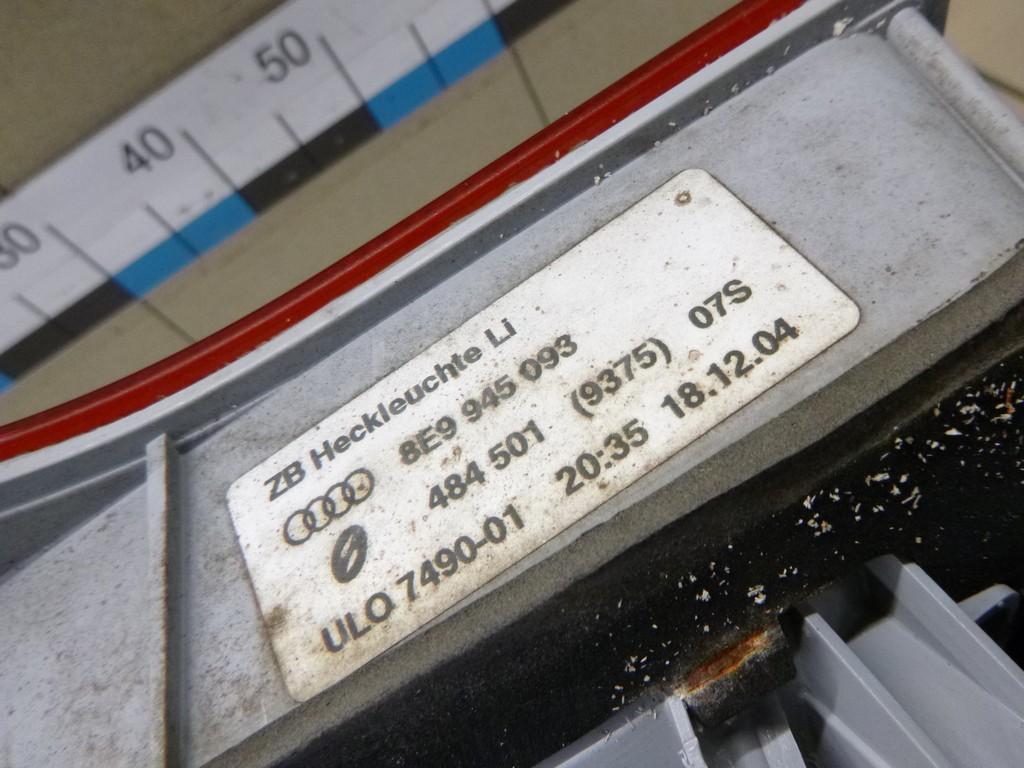 50
40
30
ZB Heckleuchte Li
8E9 945 093
484 501 (9375) 07S
ULO 7490-01 20:35 18.12.04